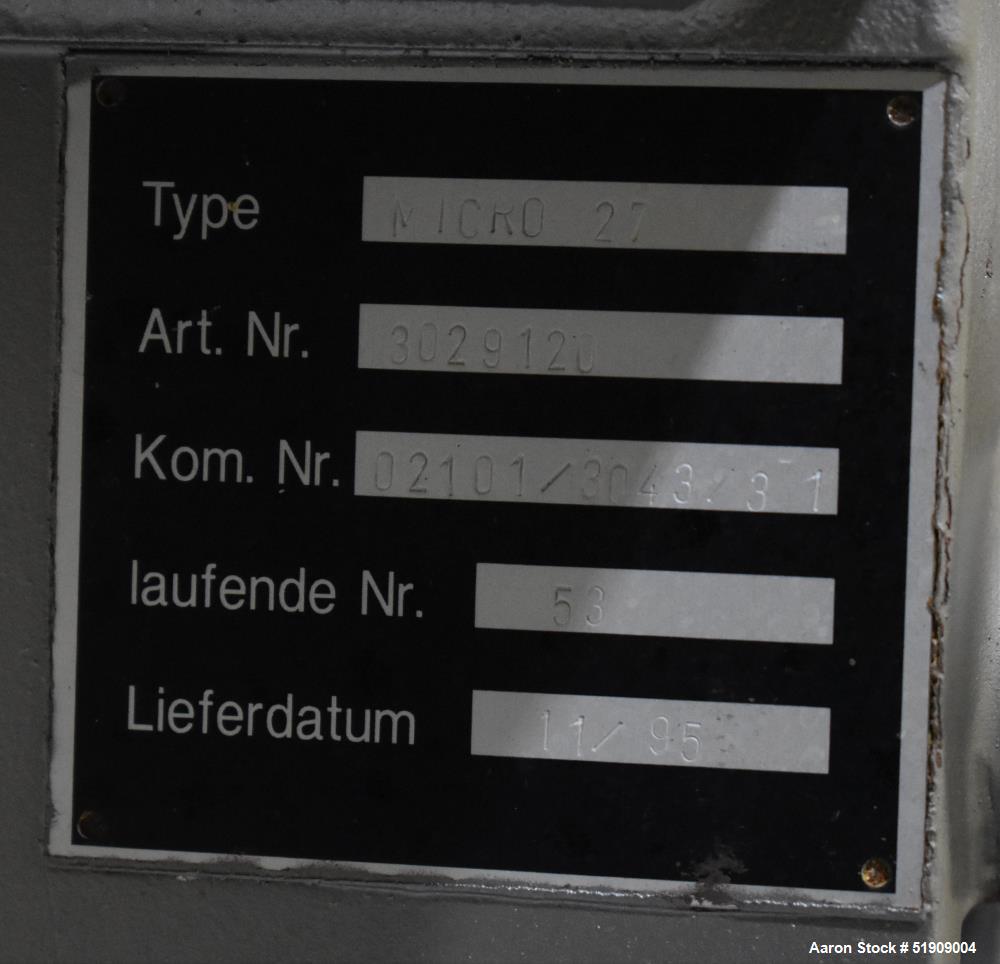 Type MICRO 27
Art. Nr. 3029120
Kom. Nr. 02101/3043/3 1
laufende Nr. 53
Lieferdatum 11/95
Aaron Stock # 51909004